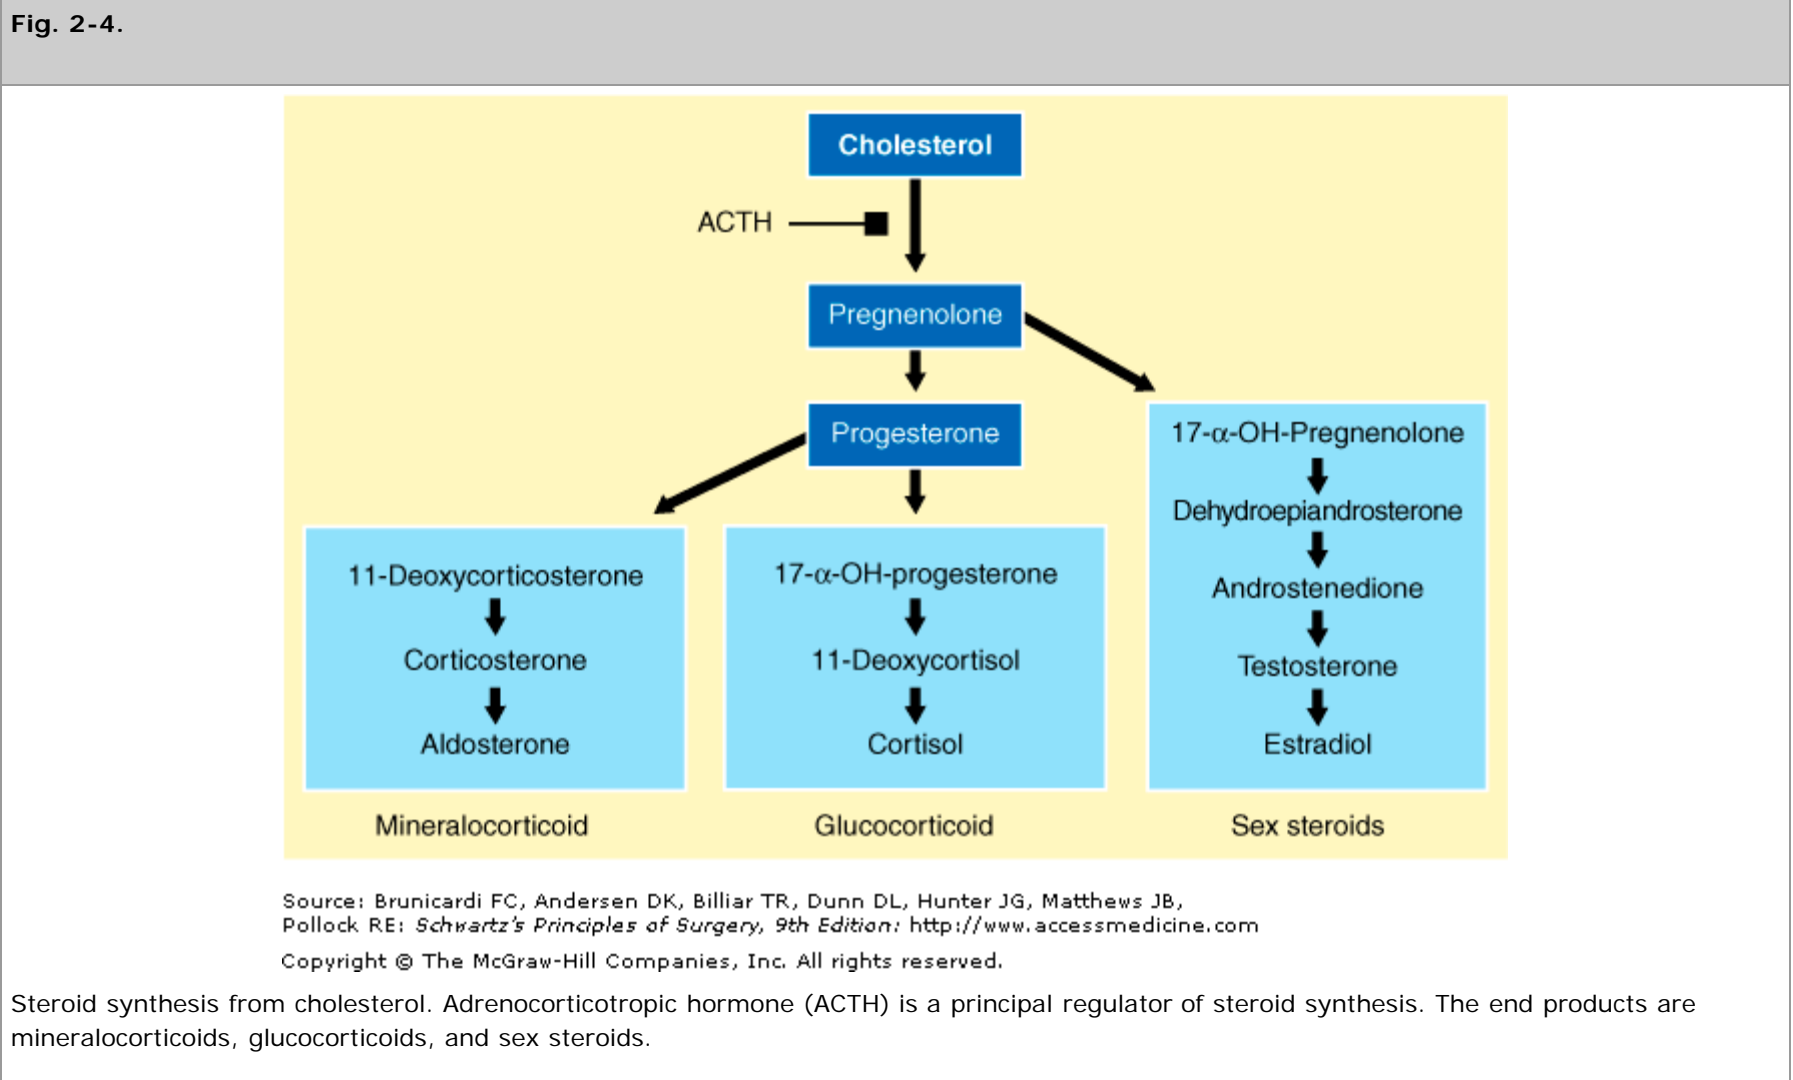 Fig. 2-4.
Cholesterol
ACTH
Pregnenolone
Progesterone
17-α-OH-Pregnenolone
Dehydroepiandrosterone
Androstenedione
Testosterone
Estradiol
11-Deoxycorticosterone
Corticosterone
Aldosterone
17-α-OH-progesterone
11-Deoxycortisol
Cortisol
Mineralocorticoid
Glucocorticoid
Sex steroids
Source: Brunicardi FC, Andersen DK, Billiar TR, Dunn DL, Hunter JG, Matthews JB,
Pollock RE: Schwartz's Principles of Surgery, 9th Edition: http://www.accessmedicine.com
Copyright © The McGraw-Hill Companies, Inc. All rights reserved.
Steroid synthesis from cholesterol. Adrenocorticotropic hormone (ACTH) is a principal regulator of steroid synthesis. The end products are
mineralocorticoids, glucocorticoids, and sex steroids.